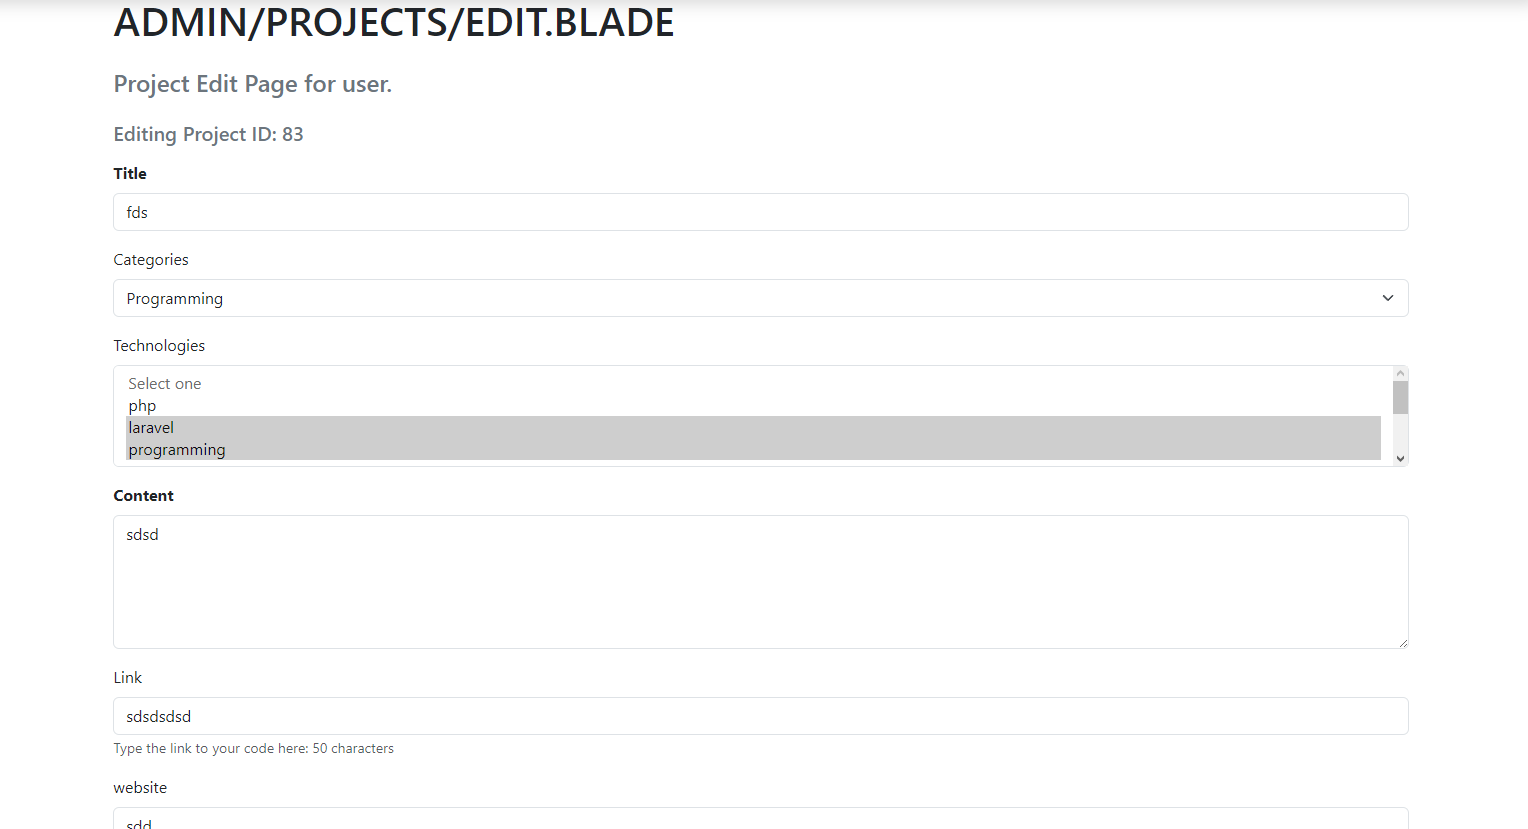 ADMIN/PROJECTS/EDIT.BLADE
Project Edit Page for user.
Editing Project ID: 83
Title
fds
Categories
Programming
Technologies
Select one
php
laravel
programming
Content
sdsd
Link
sdsdsdsd
Type the link to your code here: 50 characters
website
sdd